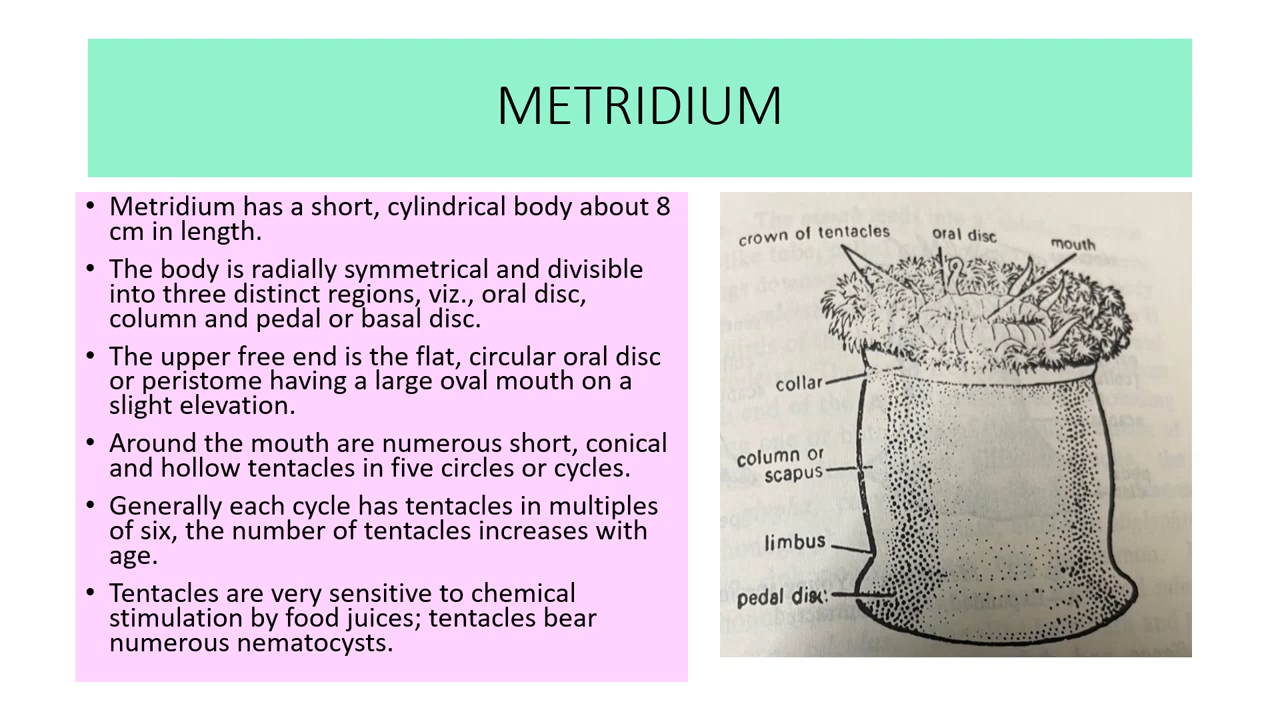 METRIDIUM
• Metridium has a short, cylindrical body about 8
cm in length.
• The body is radially symmetrical and divisible
into three distinct regions, viz., oral disc,
column and pedal or basal disc.
• The upper free end is the flat, circular oral disc
or peristome having a large oval mouth on a
slight elevation.
• Around the mouth are numerous short, conical
and hollow tentacles in five circles or cycles.
• Generally each cycle has tentacles in multiples
of six, the number of tentacles increases with
age.
• Tentacles are very sensitive to chemical
stimulation by food juices; tentacles bear
numerous nematocysts.
crown of tentacles
oral disc
mouth
collar
column or
scapus
limbus
pedal disc